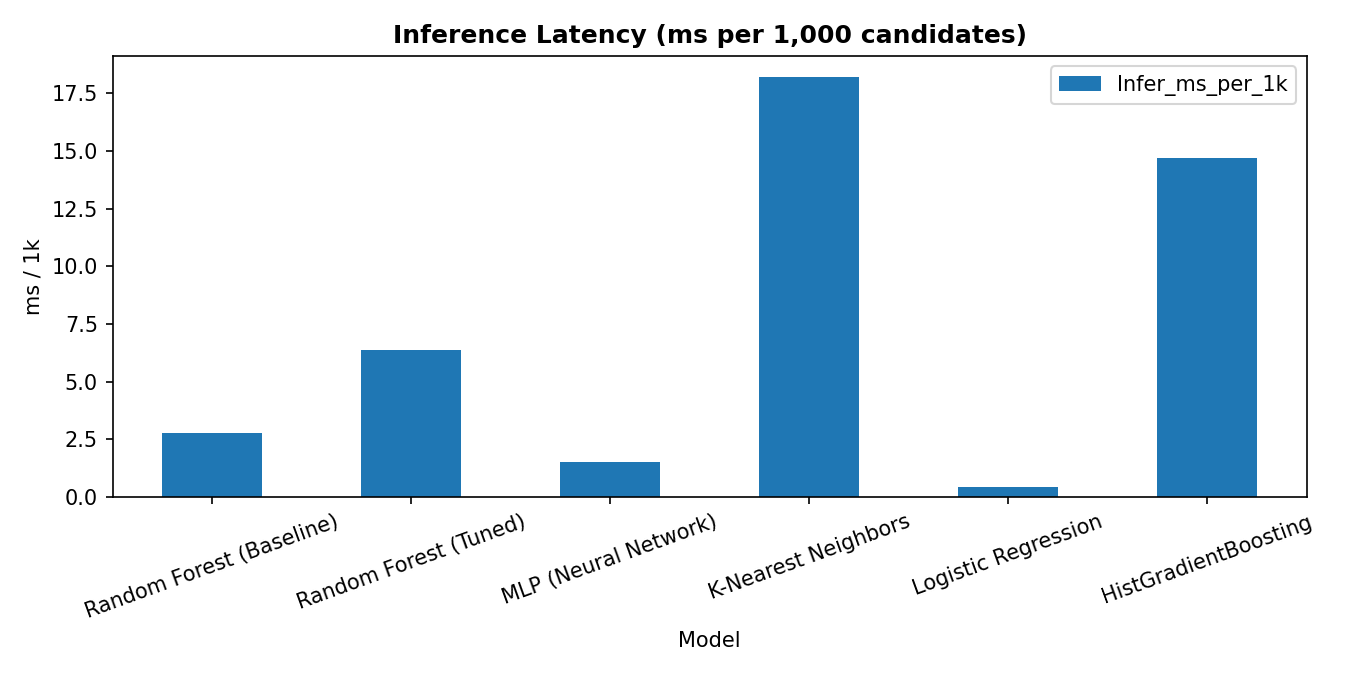 Inference Latency (ms per 1,000 candidates)
Infer_ms_per_1k
ms / 1k
17.5
15.0
12.5
10.0
7.5
5.0
2.5
0.0
Random Forest (Baseline)
Random Forest (Tuned)
MLP (Neural Network)
K-Nearest Neighbors
Logistic Regression
HistGradientBoosting
Model